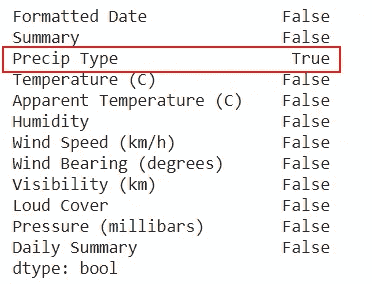 Formatted Date False
Summary False
Precip Type True
Temperature (C) False
Apparent Temperature (C) False
Humidity False
Wind Speed (km/h) False
Wind Bearing (degrees) False
Visibility (km) False
Loud Cover False
Pressure (millibars) False
Daily Summary False
dtype: bool